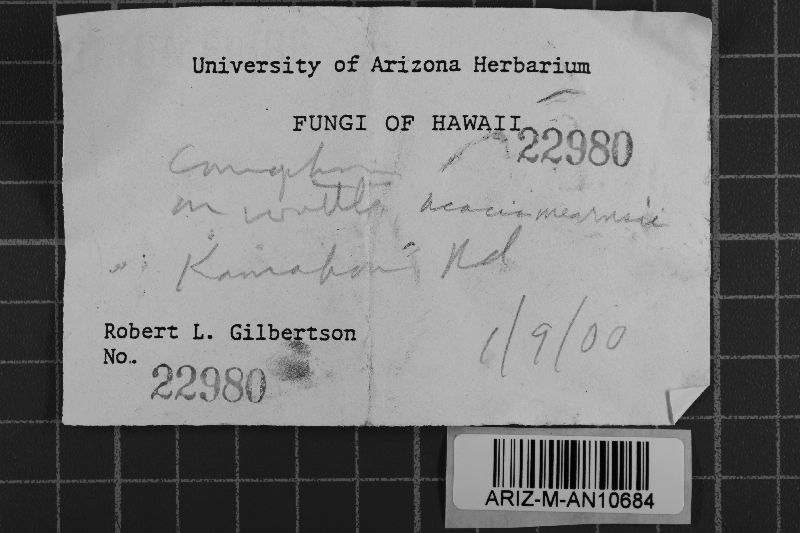 University of Arizona Herbarium
FUNGI OF HAWAII
22980
on wattle Acacia mearnsii
Rd
1/9/00
Robert L. Gilbertson
No..
22980
ARIZ-M-AN10684